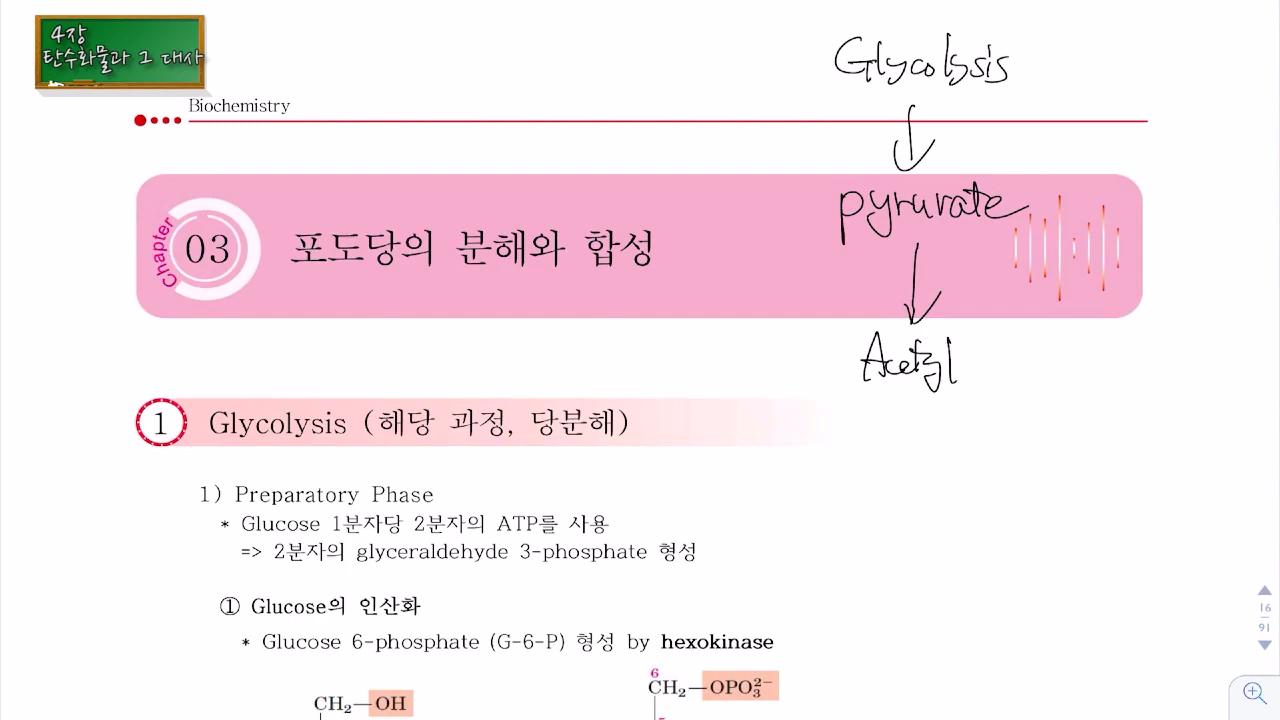 4장
탄수화물과 그 대사
Biochemistry
Glycolysis
pyruvate
Acetyl
Chapter
03 포도당의 분해와 합성
1 Glycolysis (해당 과정, 당분해)
1) Preparatory Phase
* Glucose 1분자당 2분자의 ATP를 사용
=> 2분자의 glyceraldehyde 3-phosphate 형성
① Glucose의 인산화
* Glucose 6-phosphate (G-6-P) 형성 by hexokinase
6
CH₂—OPO₃²⁻
CH₂—OH
16
91